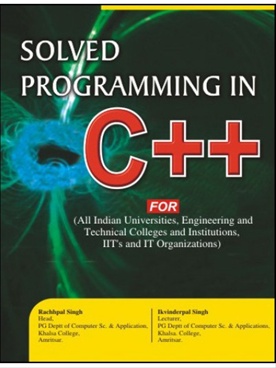 SOLVED
PROGRAMMING IN
C++
FOR
(All Indian Universities, Engineering and
Technical Colleges and Institutions,
IIT's and IT Organizations)
Rachhpal Singh
Head,
PG Deptt of Computer Sc. & Application,
Khalsa College,
Amritsar.
Ikvinderpal Singh
Lecturer,
PG Deptt of Computer Sc. & Applications,
Khalsa. College,
Amritsar.